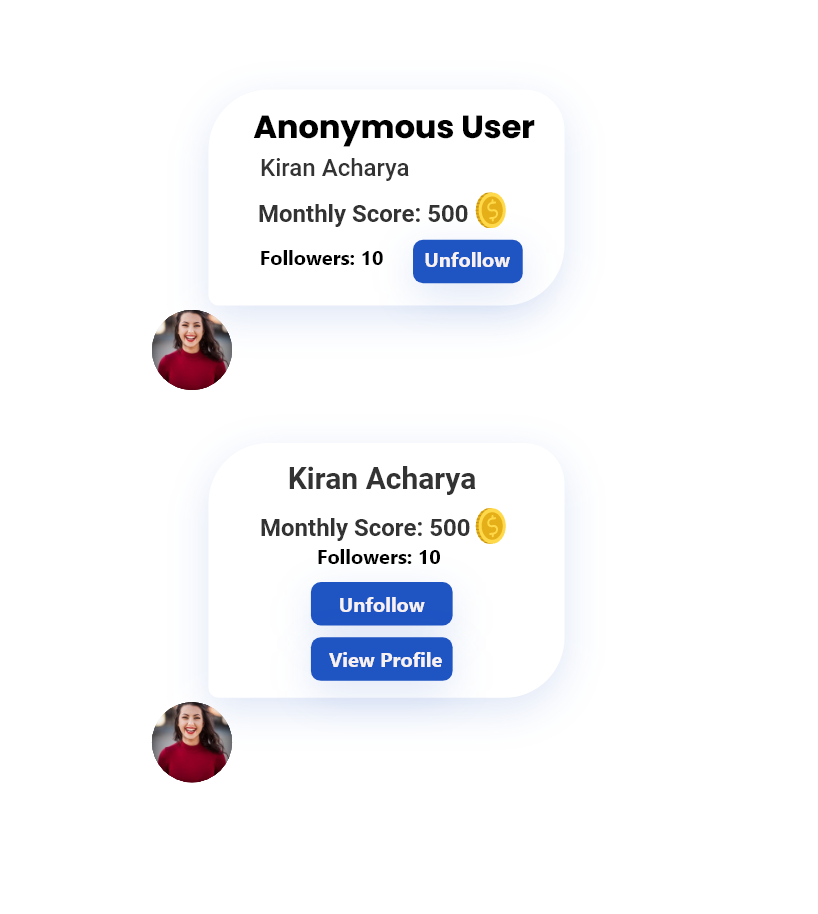 Anonymous User
Kiran Acharya
Monthly Score: 500
Followers: 10 Unfollow
Kiran Acharya
Monthly Score: 500
Followers: 10
Unfollow
View Profile